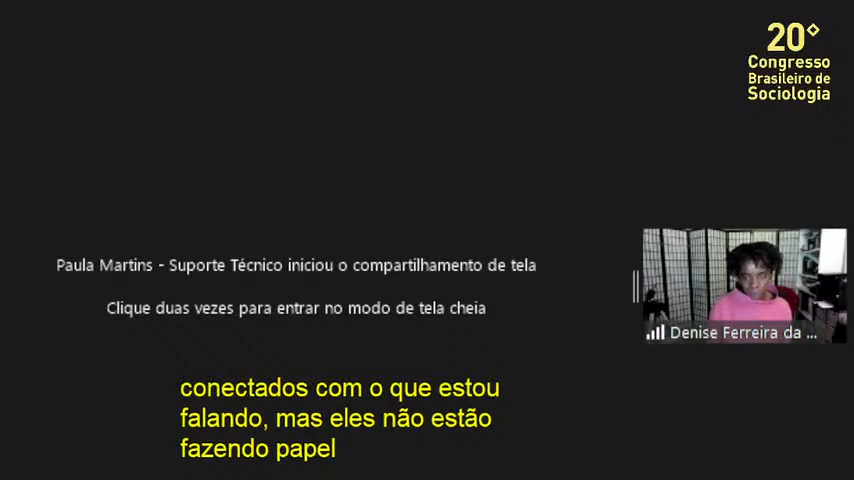 20°
Congresso
Brasileiro de
Sociologia
Paula Martins - Suporte Técnico iniciou o compartilhamento de tela
Clique duas vezes para entrar no modo de tela cheia
Denise Ferreira da ...
conectados com o que estou
falando, mas eles não estão
fazendo papel